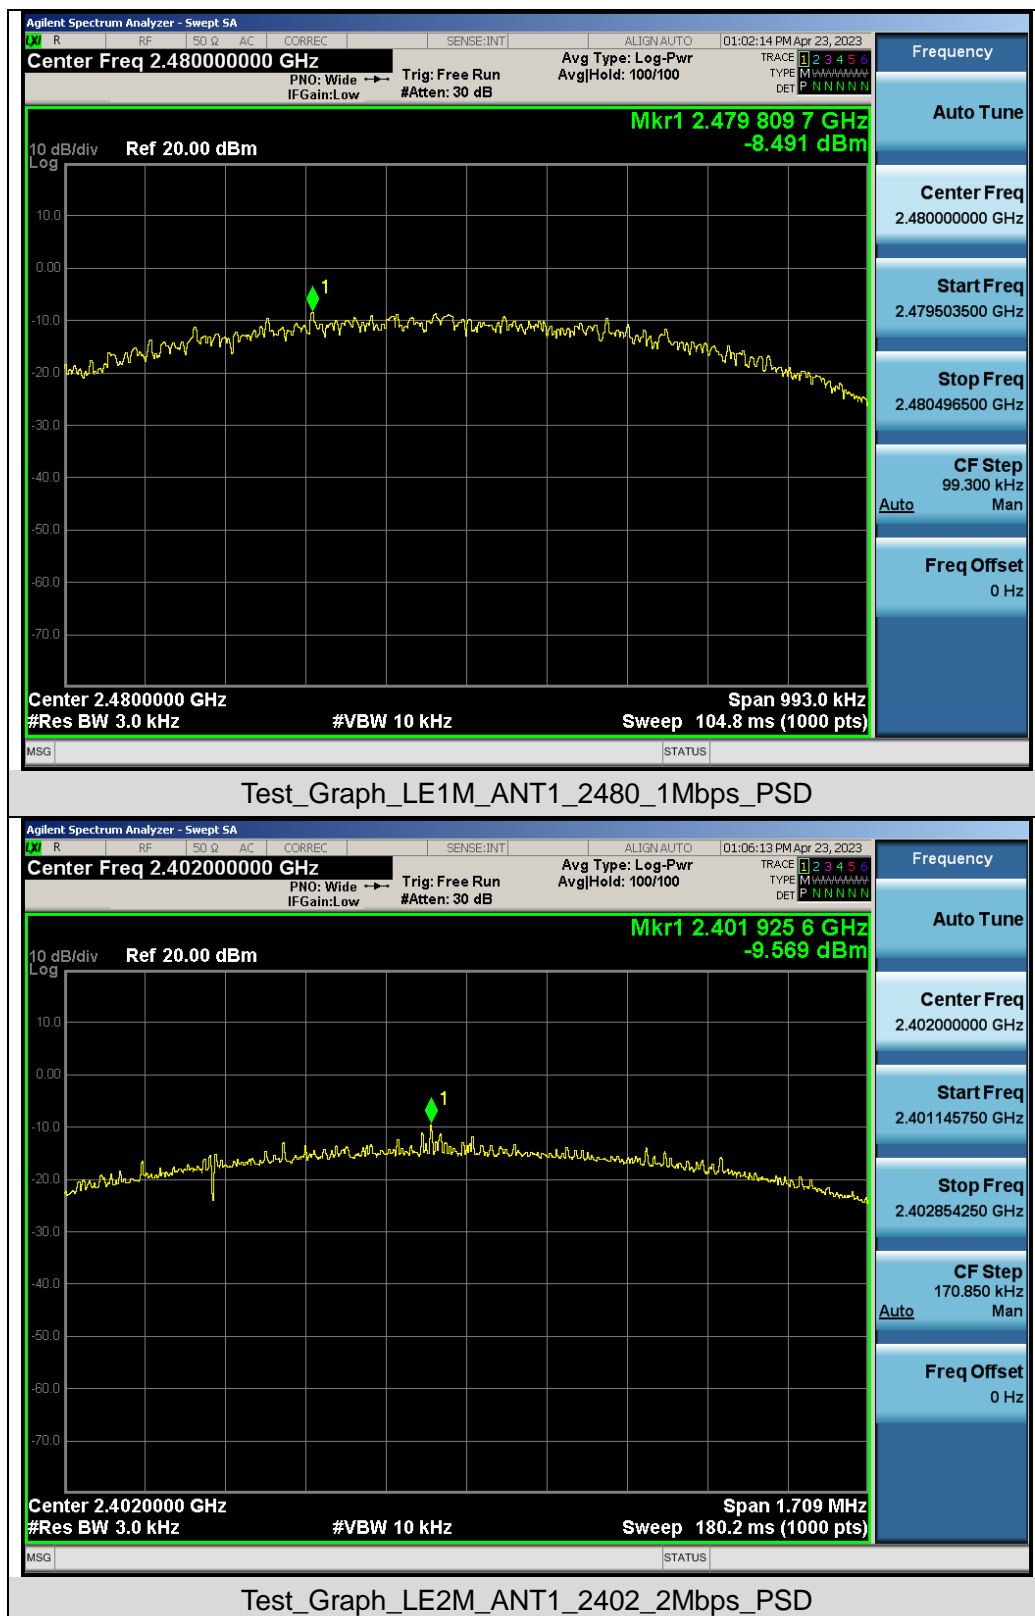 Agilent Spectrum Analyzer - Swept SA
LXI R RF 50 Ω AC CORREC SENSE:INT ALIGN AUTO 01:02:14 PM Apr 23, 2023
Center Freq 2.480000000 GHz
PNO: Wide
IFGain:Low
Trig: Free Run
#Atten: 30 dB
Avg Type: Log-Pwr
Avg|Hold: 100/100
TRACE 1 2 3 4 5 6
TYPE M W W W W W
DET P N N N N N
Mkr1 2.479 809 7 GHz
-8.491 dBm
10 dB/div Ref 20.00 dBm
Log
10.0
0.00
-10.0
-20.0
-30.0
-40.0
-50.0
-60.0
-70.0
1
Center 2.4800000 GHz Span 993.0 kHz
#Res BW 3.0 kHz #VBW 10 kHz Sweep 104.8 ms (1000 pts)
MSG STATUS
Frequency
Auto Tune
Center Freq
2.480000000 GHz
Start Freq
2.479503500 GHz
Stop Freq
2.480496500 GHz
CF Step
99.300 kHz
Auto Man
Freq Offset
0 Hz
Test_Graph_LE1M_ANT1_2480_1Mbps_PSD
Agilent Spectrum Analyzer - Swept SA
LXI R RF 50 Ω AC CORREC SENSE:INT ALIGN AUTO 01:06:13 PM Apr 23, 2023
Center Freq 2.402000000 GHz
PNO: Wide
IFGain:Low
Trig: Free Run
#Atten: 30 dB
Avg Type: Log-Pwr
Avg|Hold: 100/100
TRACE 1 2 3 4 5 6
TYPE M W W W W W
DET P N N N N N
Mkr1 2.401 925 6 GHz
-9.569 dBm
10 dB/div Ref 20.00 dBm
Log
10.0
0.00
-10.0
-20.0
-30.0
-40.0
-50.0
-60.0
-70.0
1
Center 2.4020000 GHz Span 1.709 MHz
#Res BW 3.0 kHz #VBW 10 kHz Sweep 180.2 ms (1000 pts)
MSG STATUS
Frequency
Auto Tune
Center Freq
2.402000000 GHz
Start Freq
2.401145750 GHz
Stop Freq
2.402854250 GHz
CF Step
170.850 kHz
Auto Man
Freq Offset
0 Hz
Test_Graph_LE2M_ANT1_2402_2Mbps_PSD